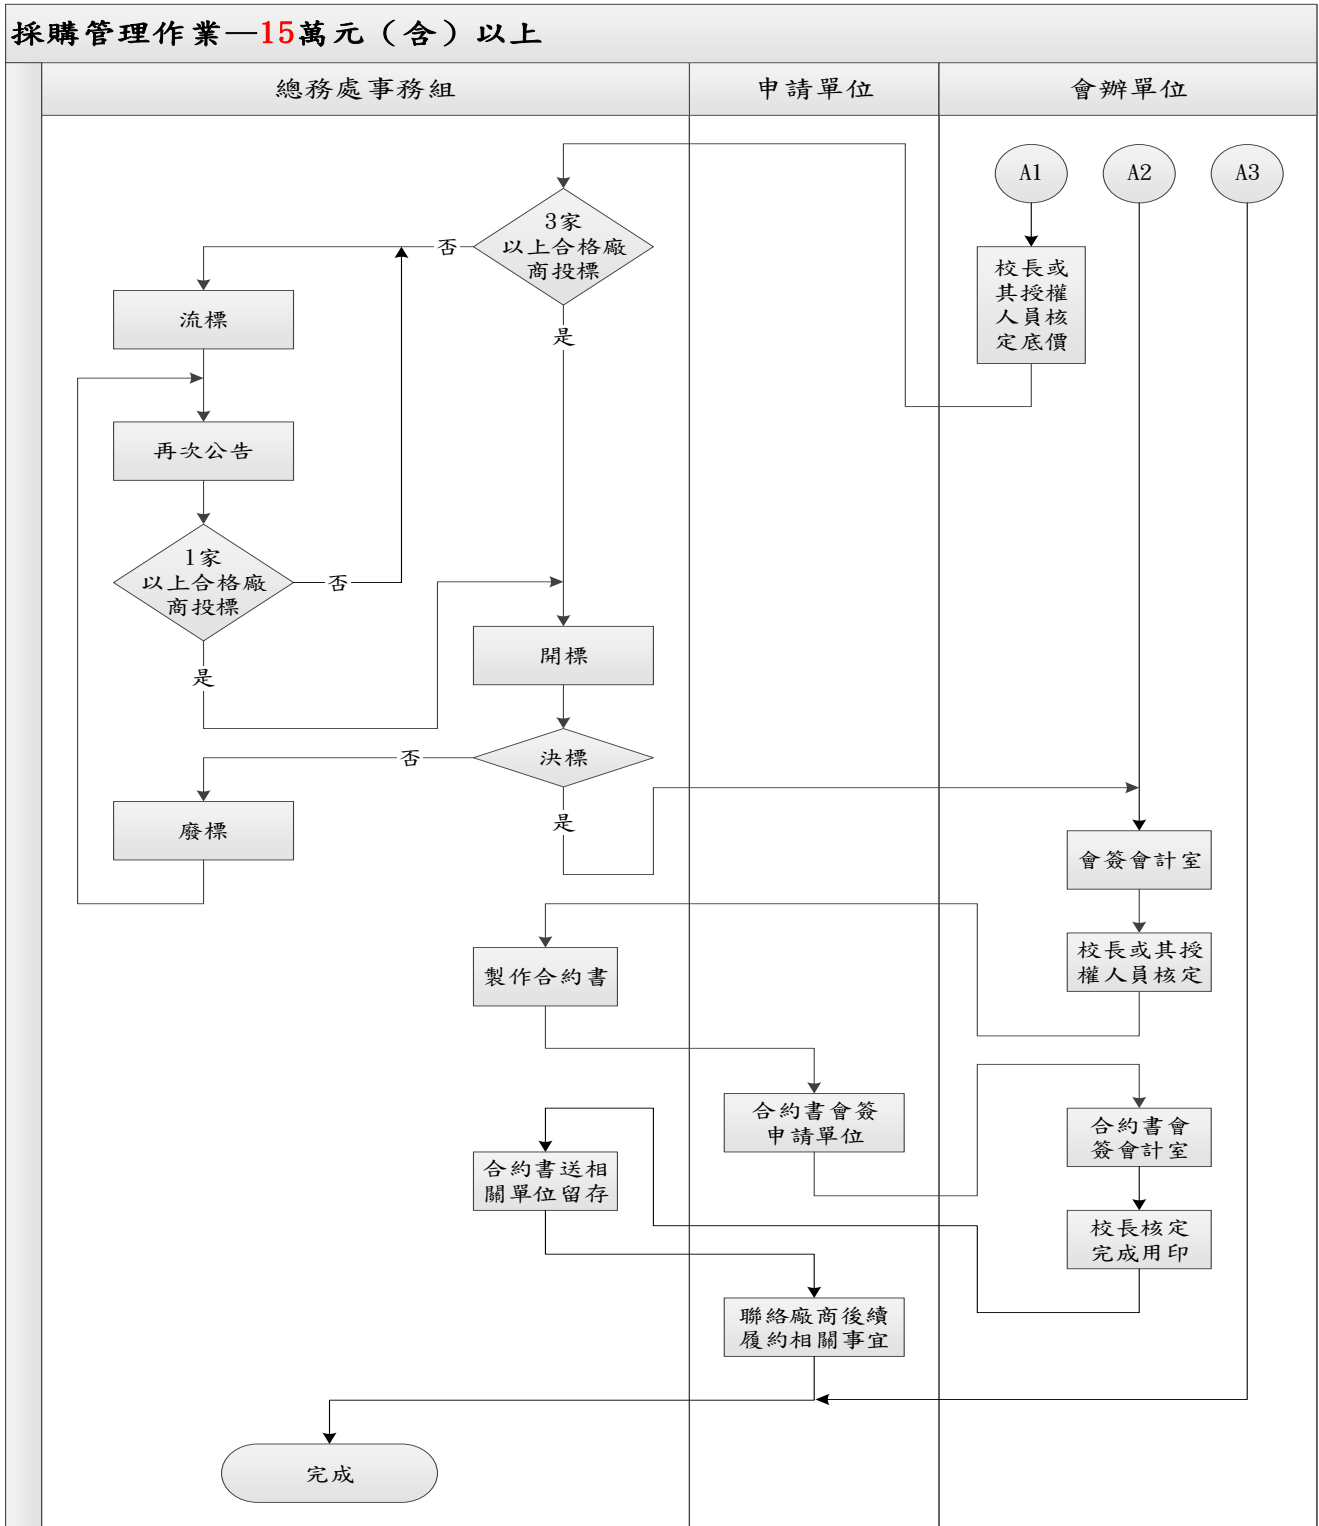 採購管理作業—15萬元（含）以上
總務處事務組
申請單位
會辦單位
A1
A2
A3
3家
以上合格廠
商投標
否
是
校長或
其授權
人員核
定底價
流標
再次公告
1家
以上合格廠
商投標
否
是
開標
決標
否
是
廢標
會簽會計室
校長或其授
權人員核定
製作合約書
合約書會簽
申請單位
合約書會
簽會計室
合約書送相
關單位留存
校長核定
完成用印
聯絡廠商後續
履約相關事宜
完成